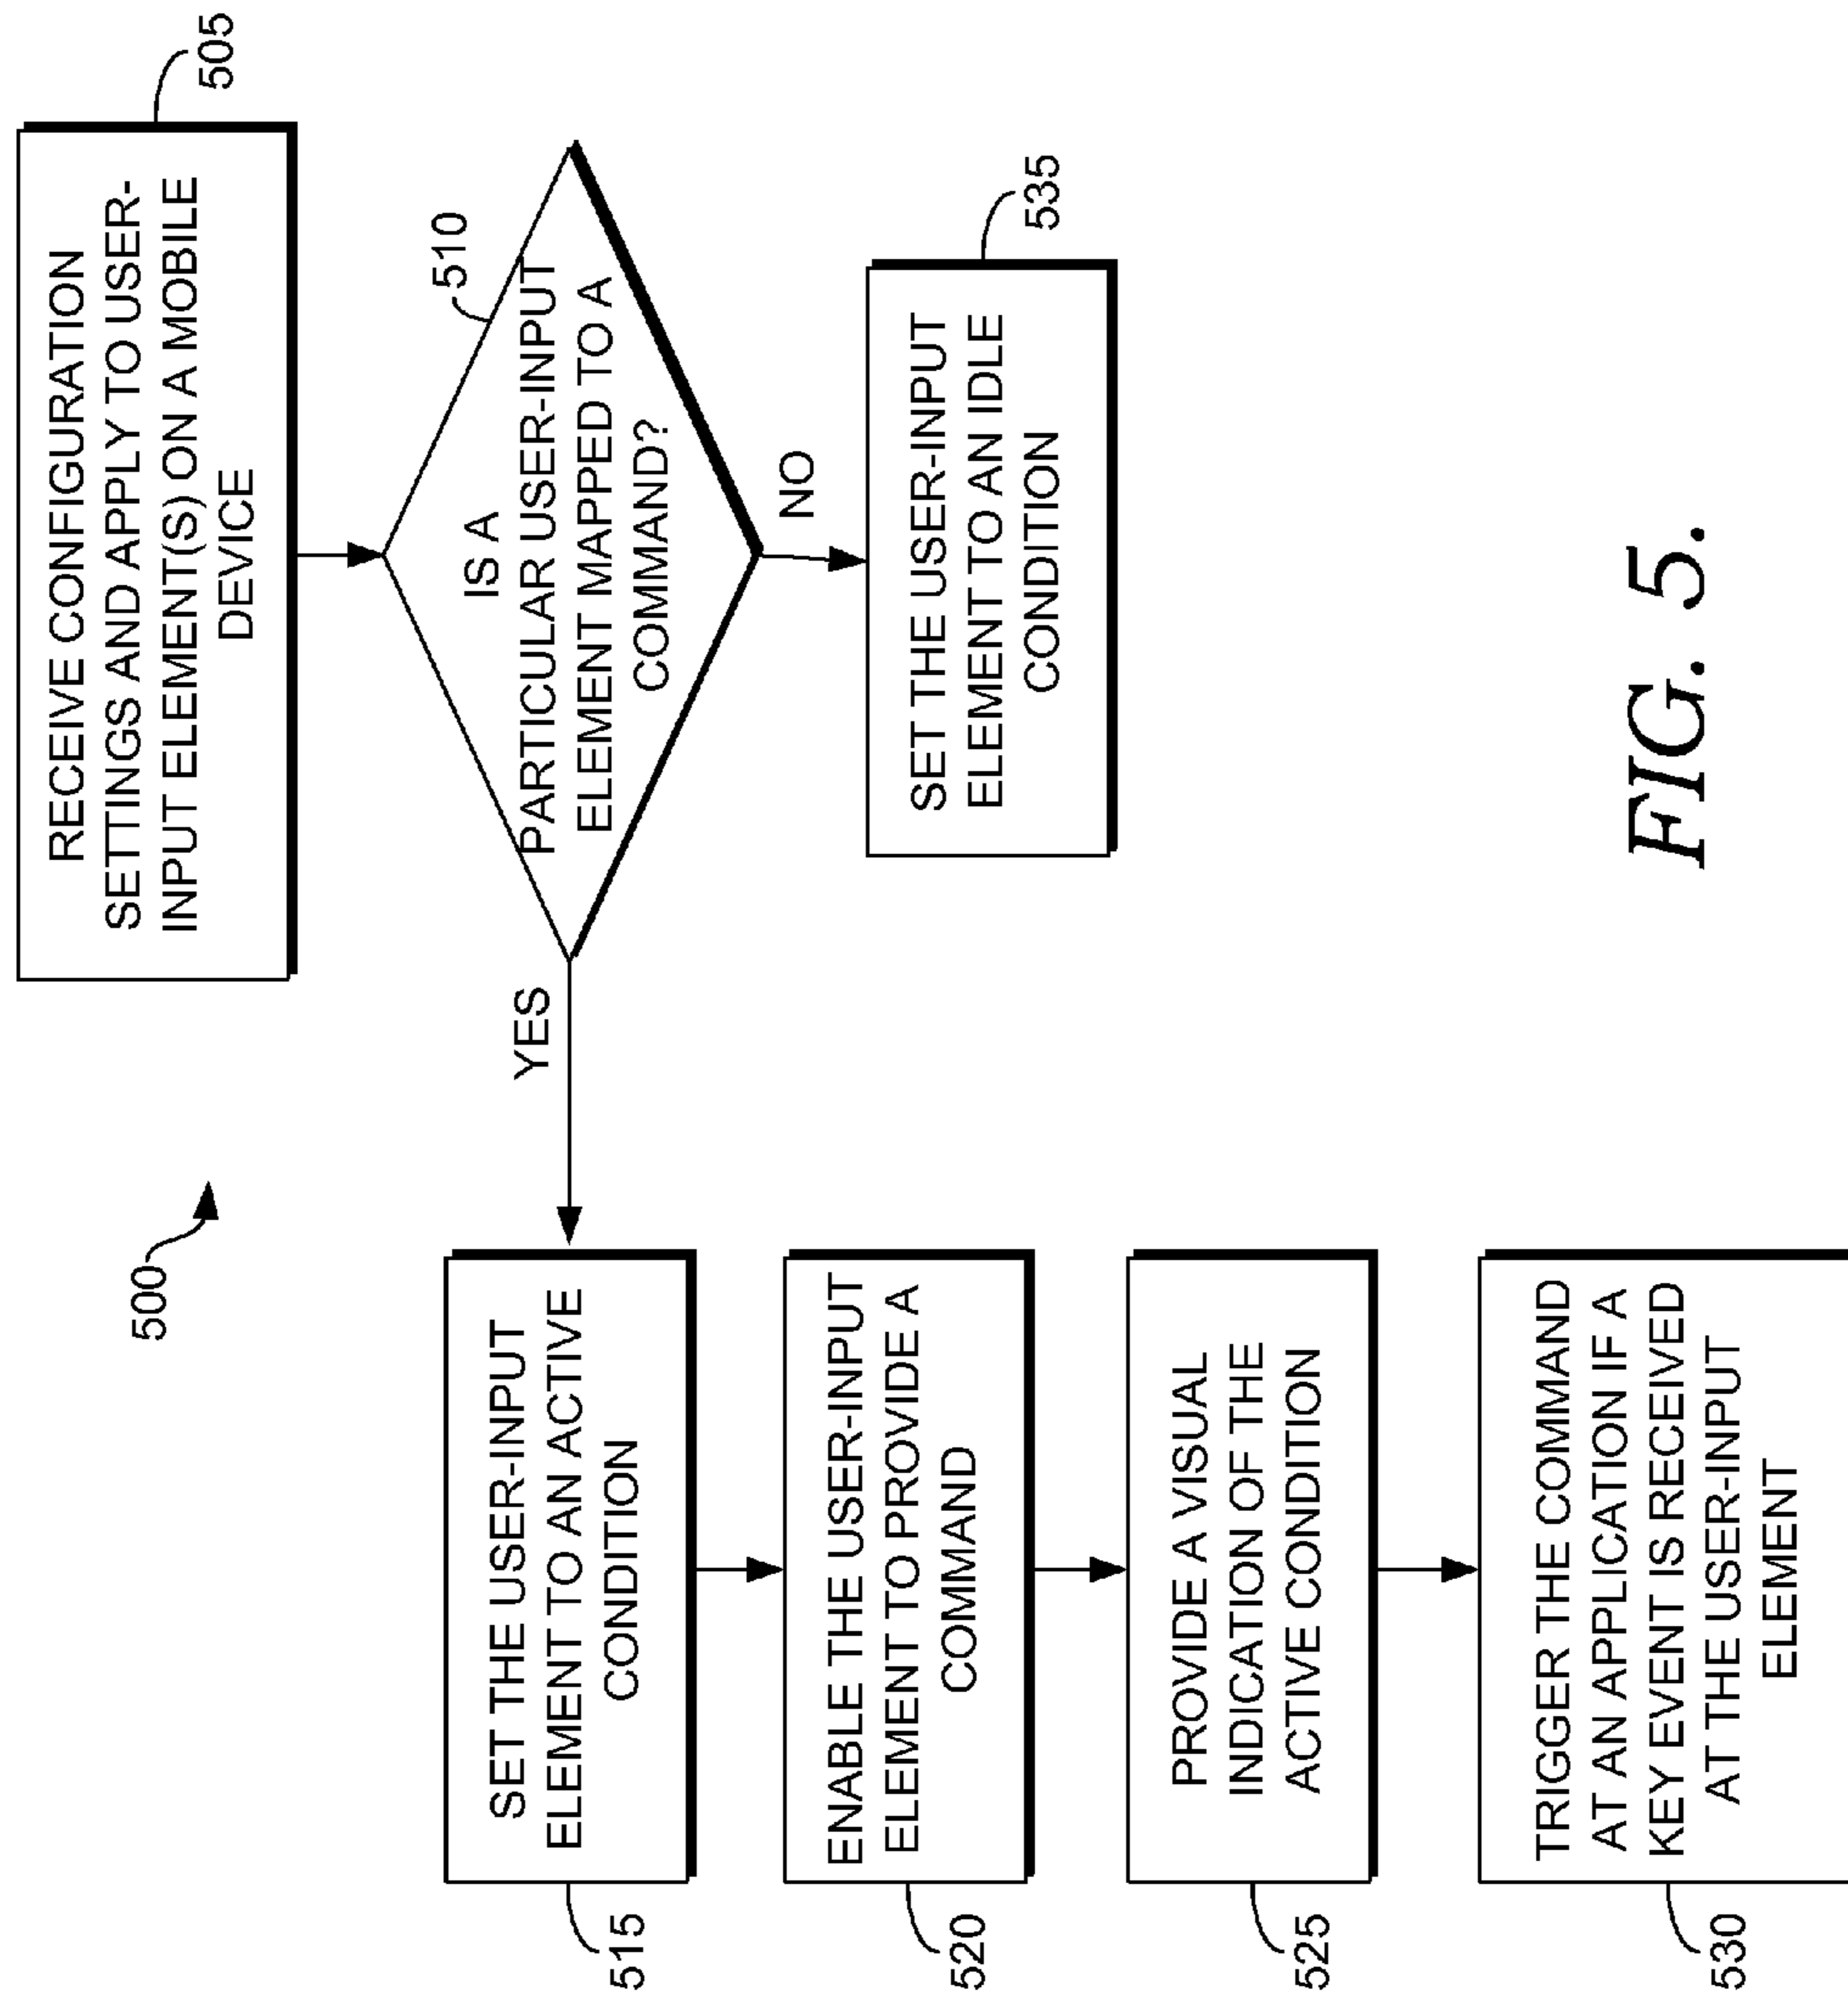 500
RECEIVE CONFIGURATION
SETTINGS AND APPLY TO USER-
INPUT ELEMENT(S) ON A MOBILE
DEVICE
505
510
IS A
PARTICULAR USER-INPUT
ELEMENT MAPPED TO A
COMMAND?
YES
NO
515
SET THE USER-INPUT
ELEMENT TO AN ACTIVE
CONDITION
SET THE USER-INPUT
ELEMENT TO AN IDLE
CONDITION
535
520
ENABLE THE USER-INPUT
ELEMENT TO PROVIDE A
COMMAND
525
PROVIDE A VISUAL
INDICATION OF THE
ACTIVE CONDITION
530
TRIGGER THE COMMAND
AT AN APPLICATION IF A
KEY EVENT IS RECEIVED
AT THE USER-INPUT
ELEMENT
FIG. 5.